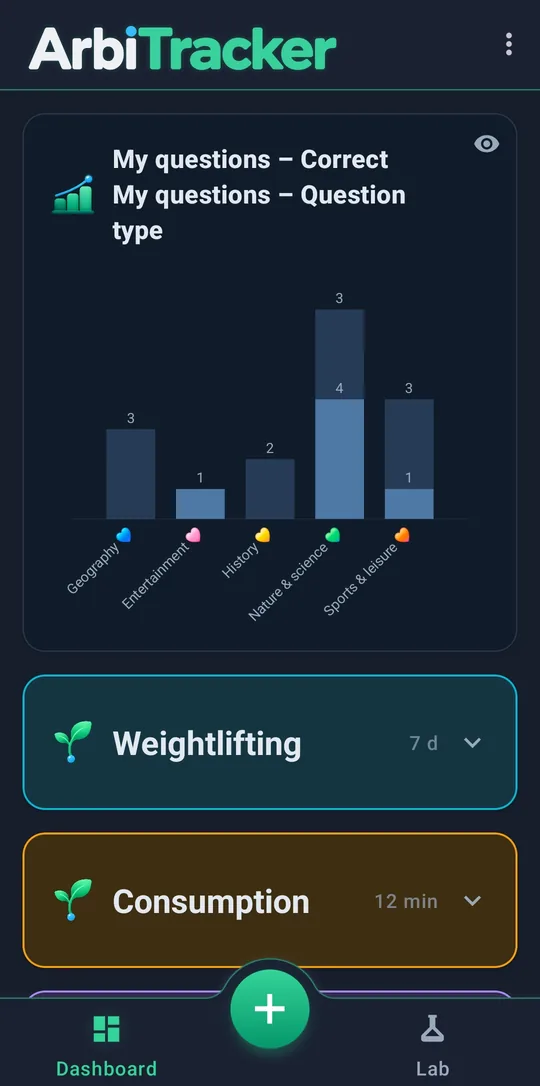 ArbiTracker
My questions – Correct
My questions – Question
type
3
4
3
3
2
1
1
Geography
Entertainment
History
Nature & science
Sports & leisure
Weightlifting
7 d
Consumption
12 min
Dashboard
Lab